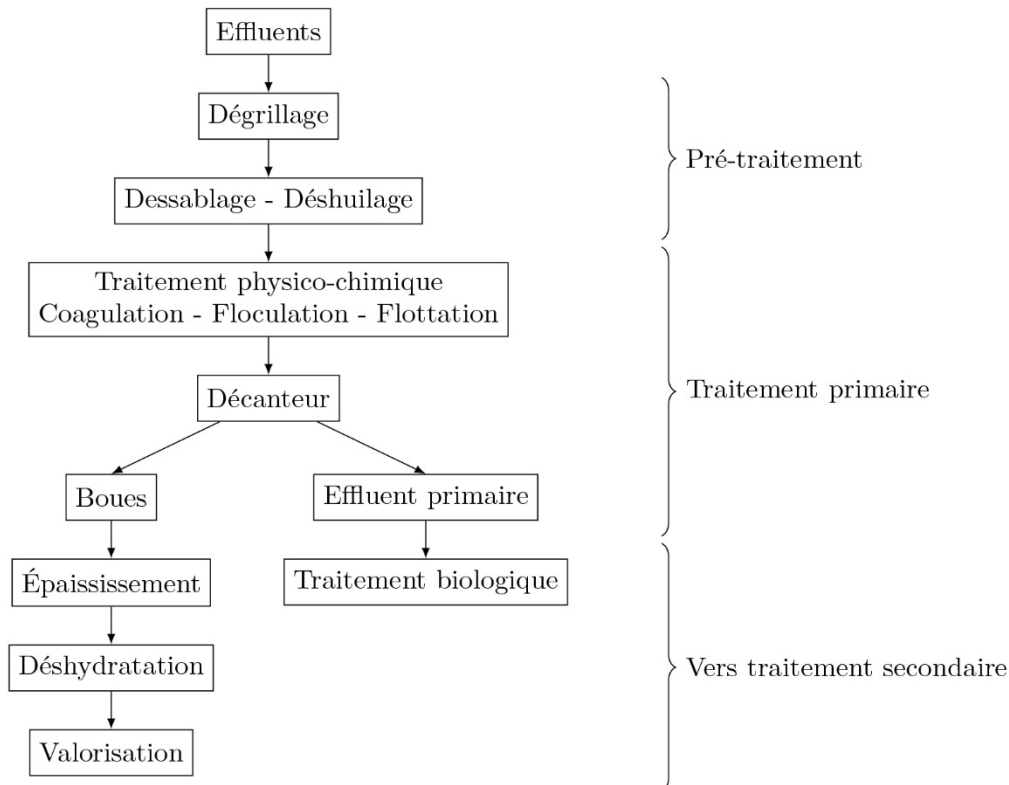 Effluents
Dégrillage
Pré-traitement
Dessablage - Déshuilage
Traitement physico-chimique
Coagulation - Floculation - Flottation
Décanteur
Traitement primaire
Boues
Effluent primaire
Épaississement
Traitement biologique
Déshydratation
Vers traitement secondaire
Valorisation